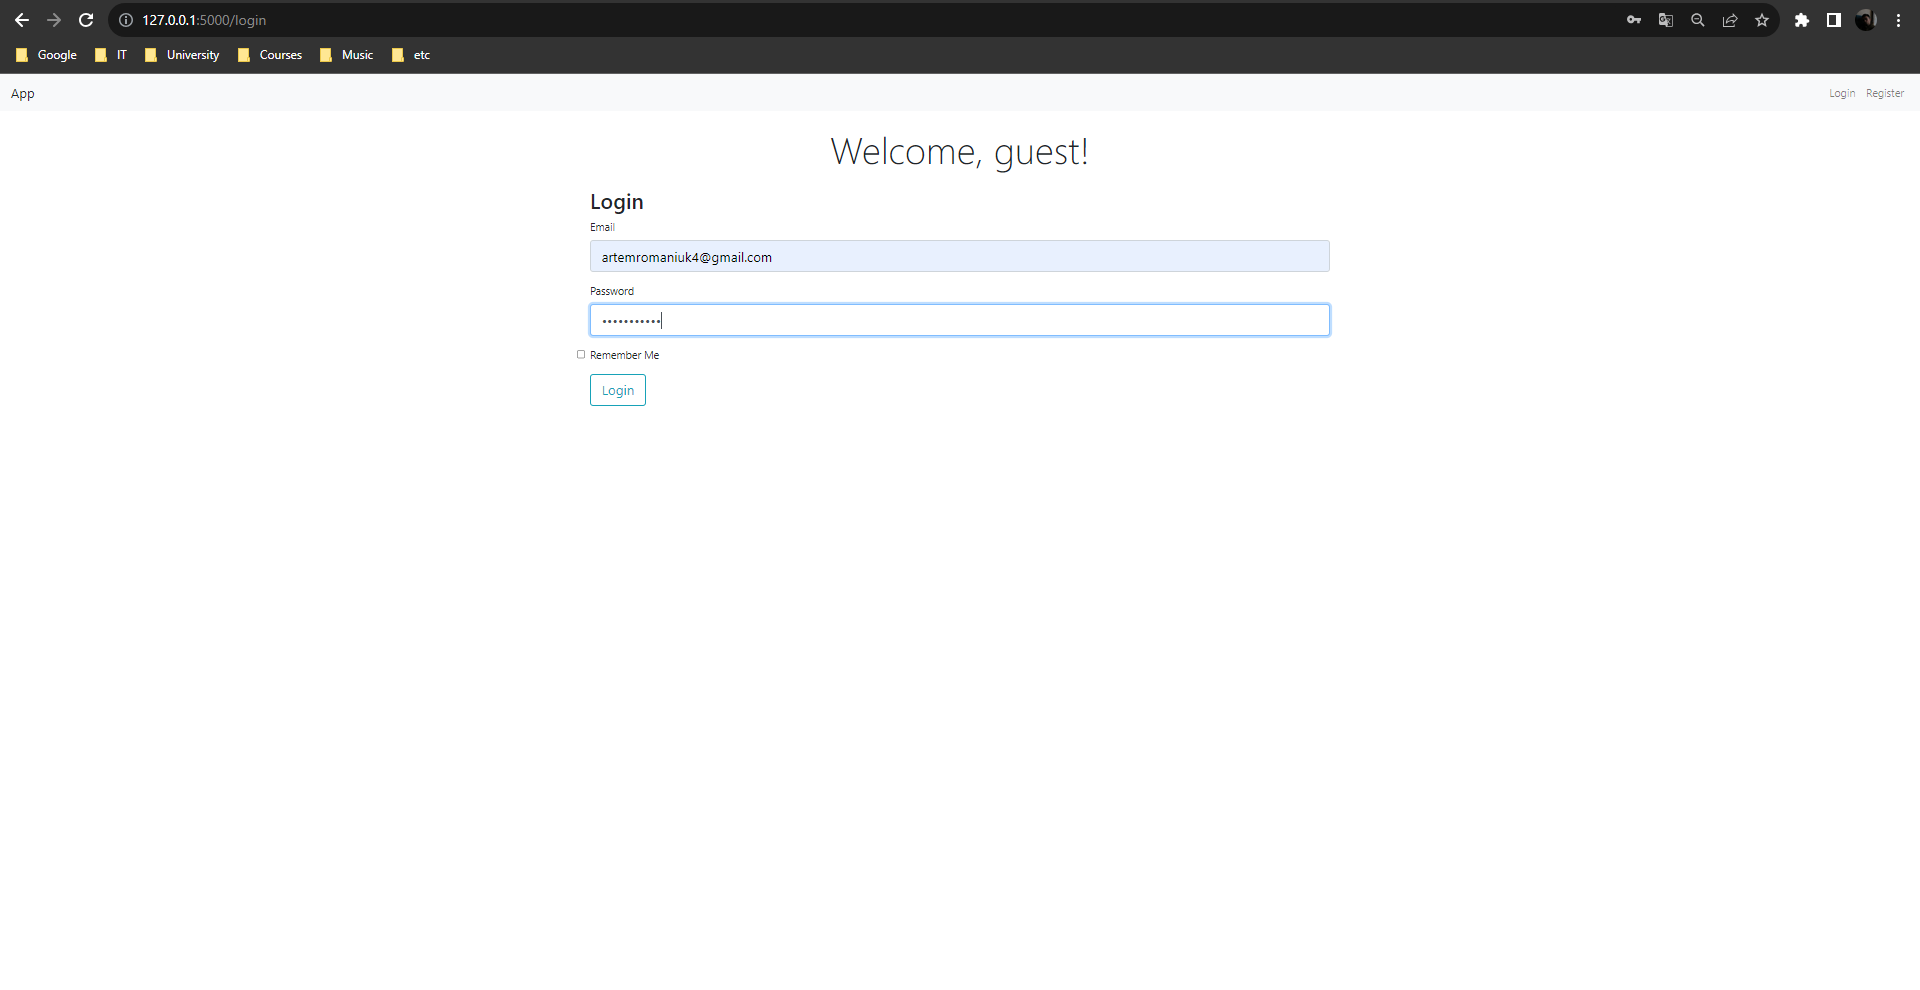 127.0.0.1:5000/login
Google IT University Courses Music etc
App Login Register
Welcome, guest!
Login
Email
artemromaniuk4@gmail.com
Password
•••••••••••
Remember Me
Login